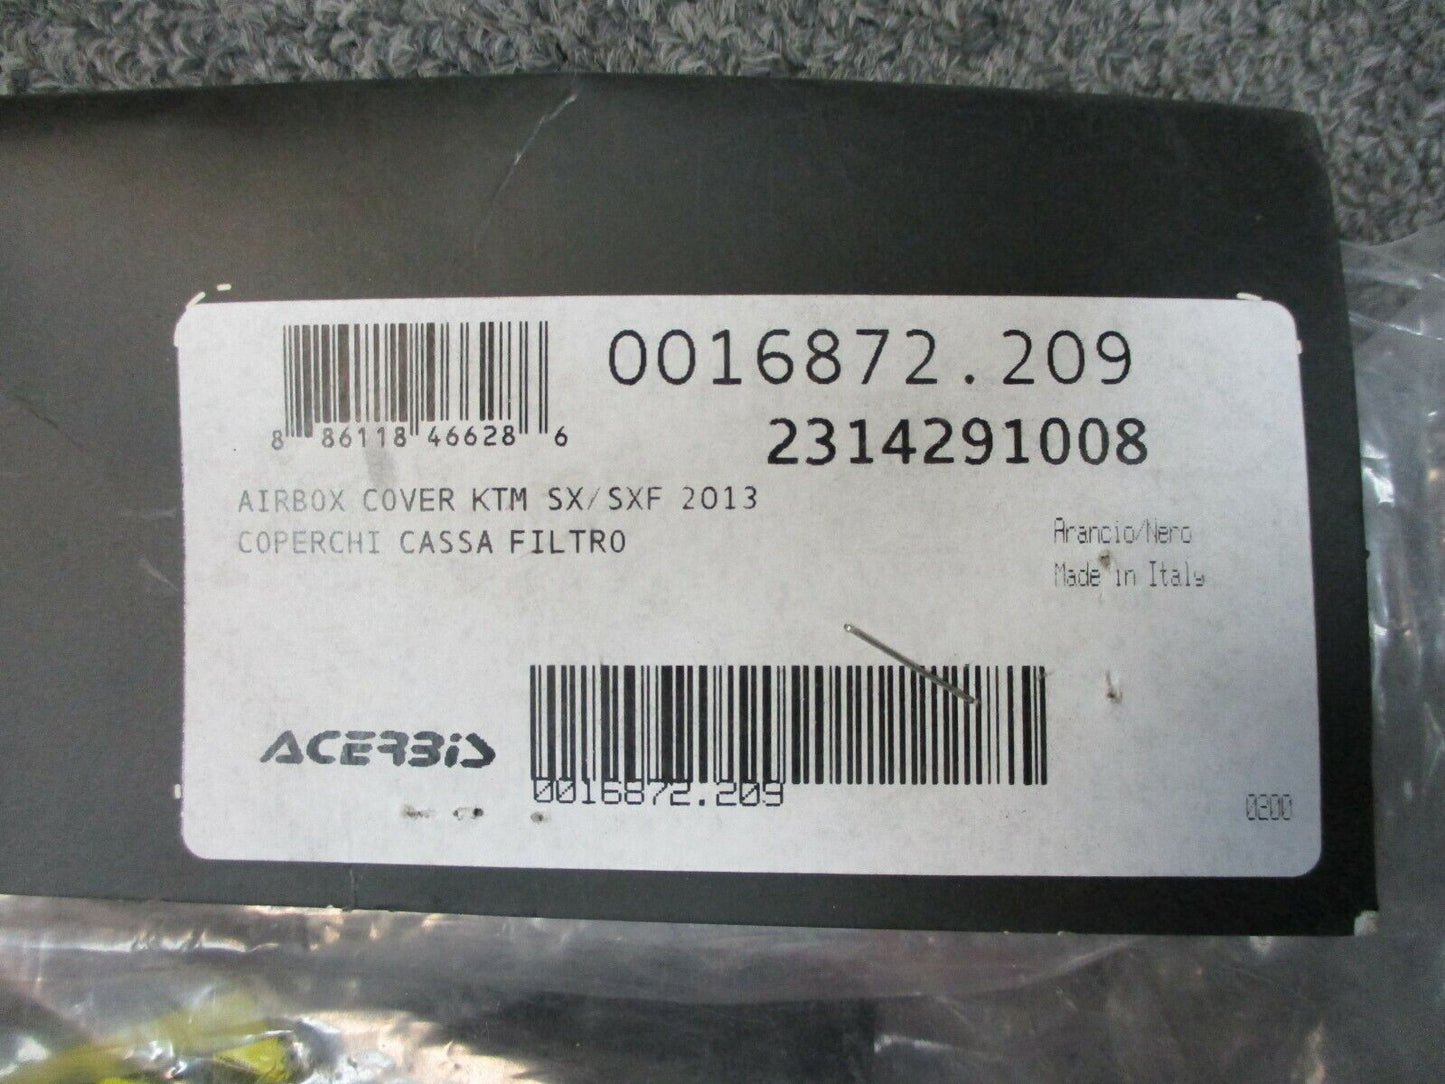 0016872.209
8 86118 46628 6
2314291008
AIRBOX COVER KTM SX/SXF 2013
COPERCHI CASSA FILTRO
Arancio/Nero
Made in Italy
ACERBIS
0016872.209
0200